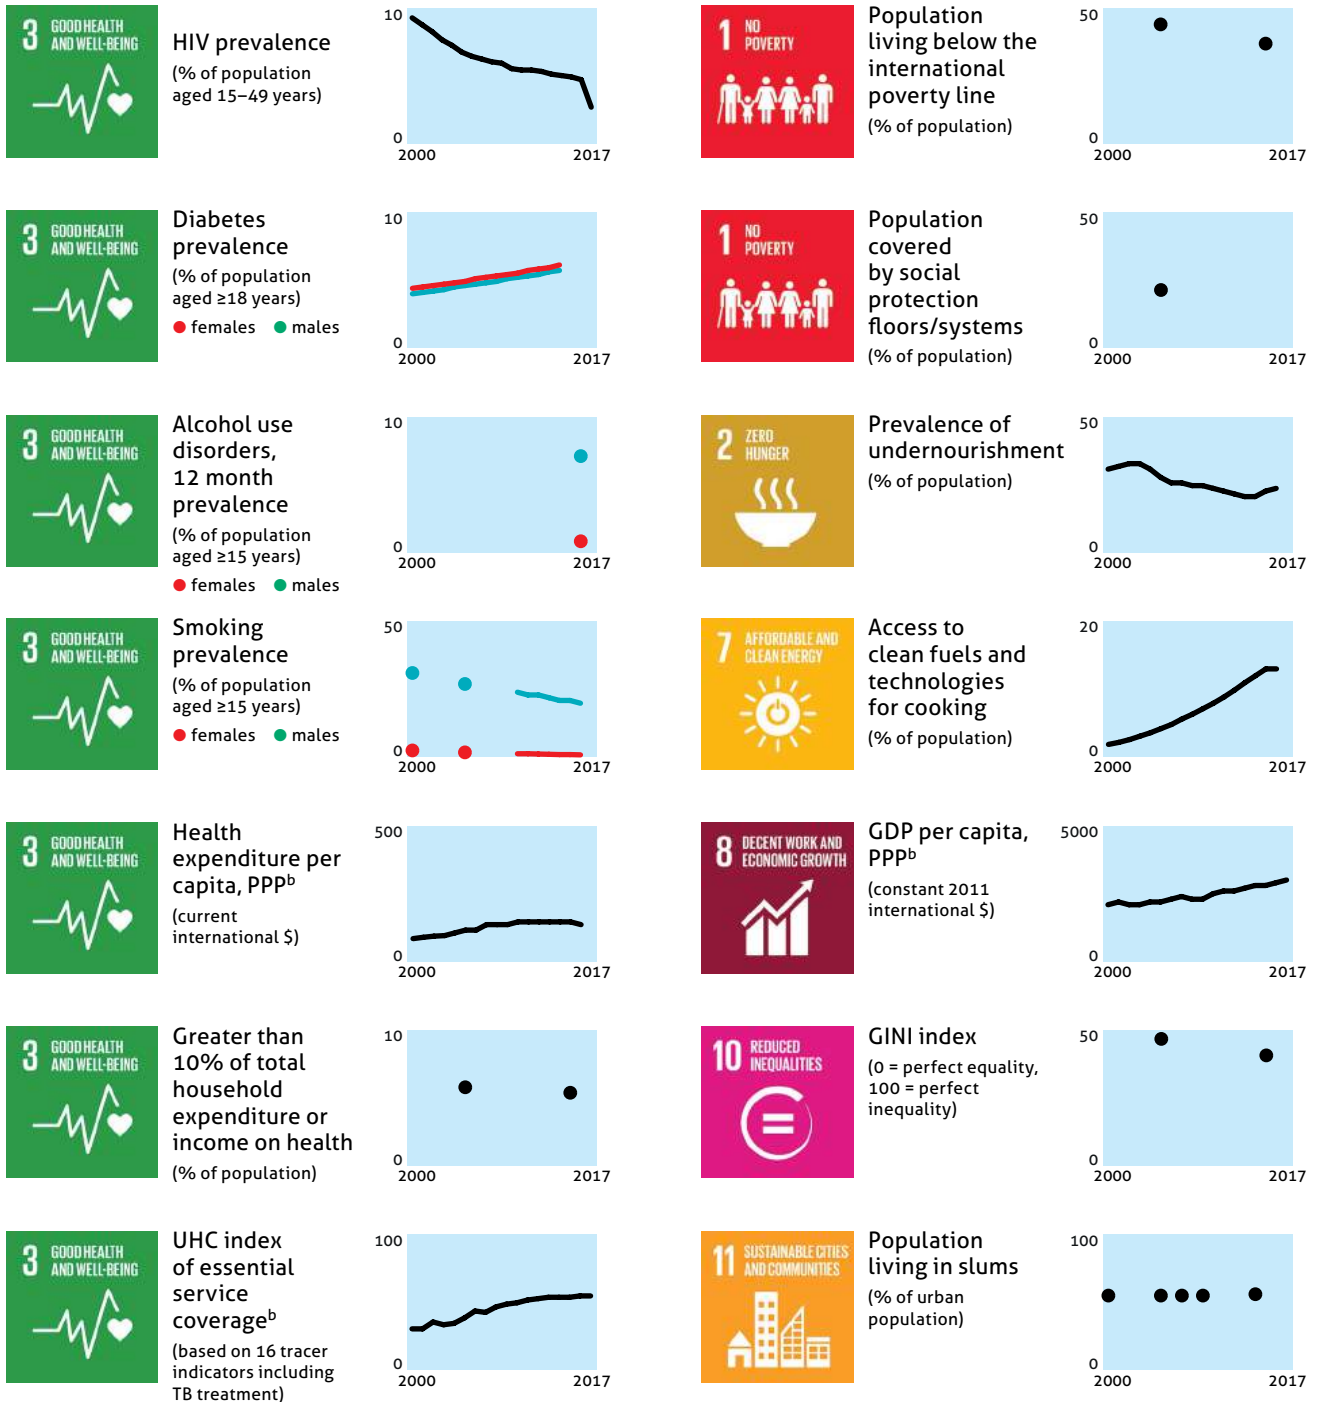 3 GOOD HEALTH
AND WELL-BEING
HIV prevalence
(% of population
aged 15–49 years)
10
0
2000 2017
3 GOOD HEALTH
AND WELL-BEING
Diabetes
prevalence
(% of population
aged ≥18 years)
females males
10
0
2000 2017
3 GOOD HEALTH
AND WELL-BEING
Alcohol use
disorders,
12 month
prevalence
(% of population
aged ≥15 years)
females males
10
0
2000 2017
3 GOOD HEALTH
AND WELL-BEING
Smoking
prevalence
(% of population
aged ≥15 years)
females males
50
0
2000 2017
3 GOOD HEALTH
AND WELL-BEING
Health
expenditure per
capita, PPPᵇ
(current
international $)
500
0
2000 2017
3 GOOD HEALTH
AND WELL-BEING
Greater than
10% of total
household
expenditure or
income on health
(% of population)
10
0
2000 2017
3 GOOD HEALTH
AND WELL-BEING
UHC index
of essential
service
coverageᵇ
(based on 16 tracer
indicators including
TB treatment)
100
0
2000 2017
1 NO
POVERTY
Population
living below the
international
poverty line
(% of population)
50
0
2000 2017
1 NO
POVERTY
Population
covered
by social
protection
floors/systems
(% of population)
50
0
2000 2017
2 ZERO
HUNGER
Prevalence of
undernourishment
(% of population)
50
0
2000 2017
7 AFFORDABLE AND
CLEAN ENERGY
Access to
clean fuels and
technologies
for cooking
(% of population)
20
0
2000 2017
8 DECENT WORK AND
ECONOMIC GROWTH
GDP per capita,
PPPᵇ
(constant 2011
international $)
5000
0
2000 2017
10 REDUCED
INEQUALITIES
GINI index
(0 = perfect equality,
100 = perfect
inequality)
50
0
2000 2017
11 SUSTAINABLE CITIES
AND COMMUNITIES
Population
living in slums
(% of urban
population)
100
0
2000 2017